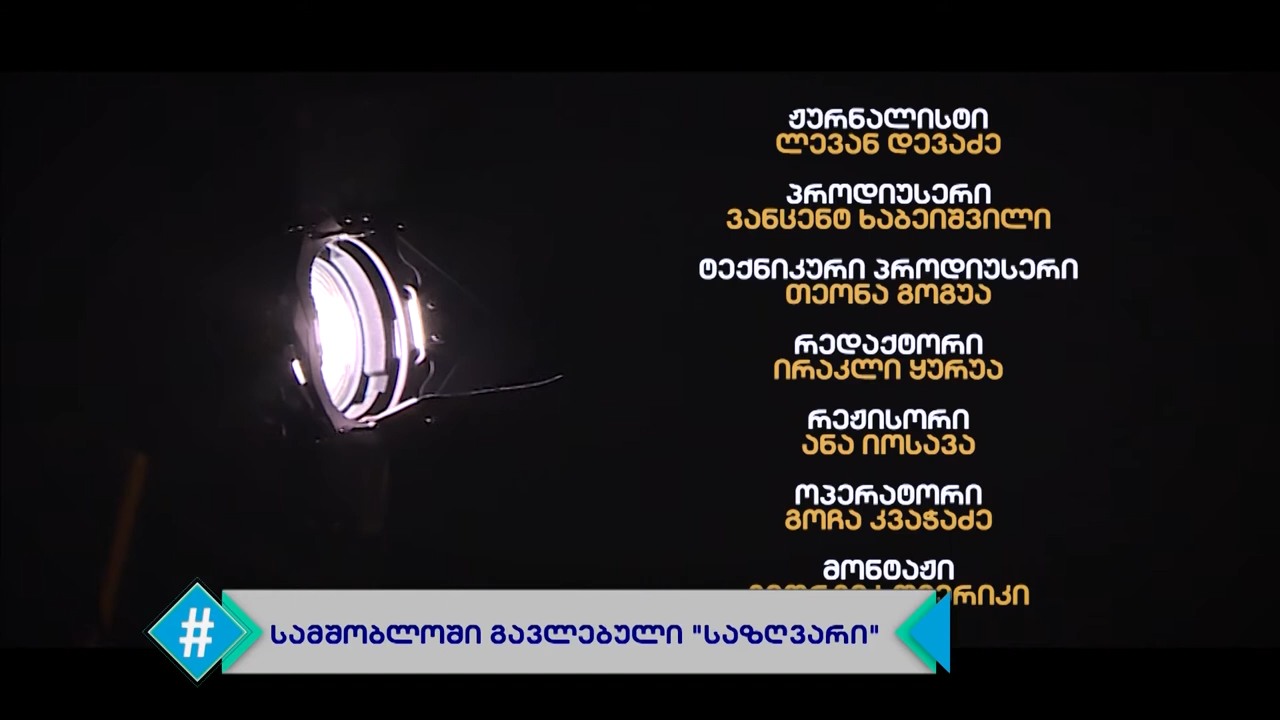 ჟურნალისტი
ლევან დევაძე
პროდიუსერი
ვანცენტ ხაბეიშვილი
ტექნიკური პროდიუსერი
თეონა გოგუა
რედაქტორი
ირაკლი ყურუა
რეჟისორი
ანა იოსავა
ოპერატორი
გოჩა კვაჭაძე
მონტაჟი
# სამშობლოში გავლებული "საზღვარი"